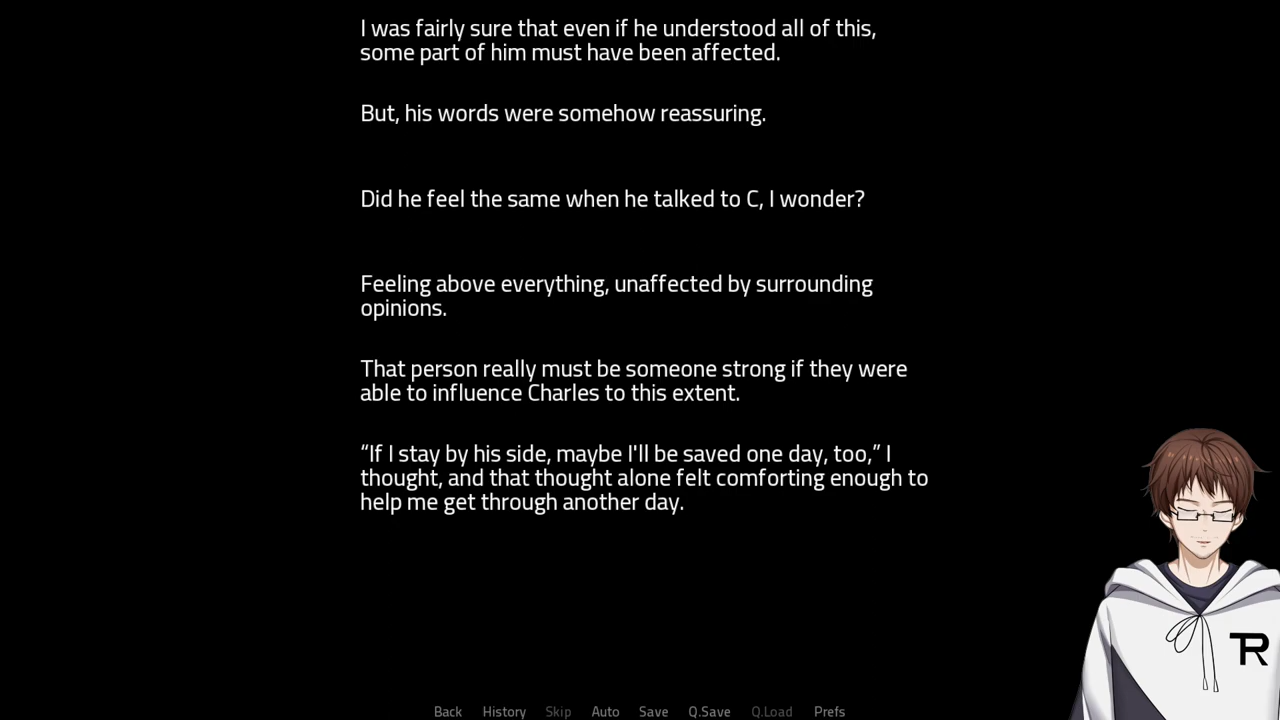 I was fairly sure that even if he understood all of this,
some part of him must have been affected.
But, his words were somehow reassuring.
Did he feel the same when he talked to C, I wonder?
Feeling above everything, unaffected by surrounding
opinions.
That person really must be someone strong if they were
able to influence Charles to this extent.
“If I stay by his side, maybe I'll be saved one day, too,” I
thought, and that thought alone felt comforting enough to
help me get through another day.
TR
Back History Skip Auto Save Q.Save Q.Load Prefs